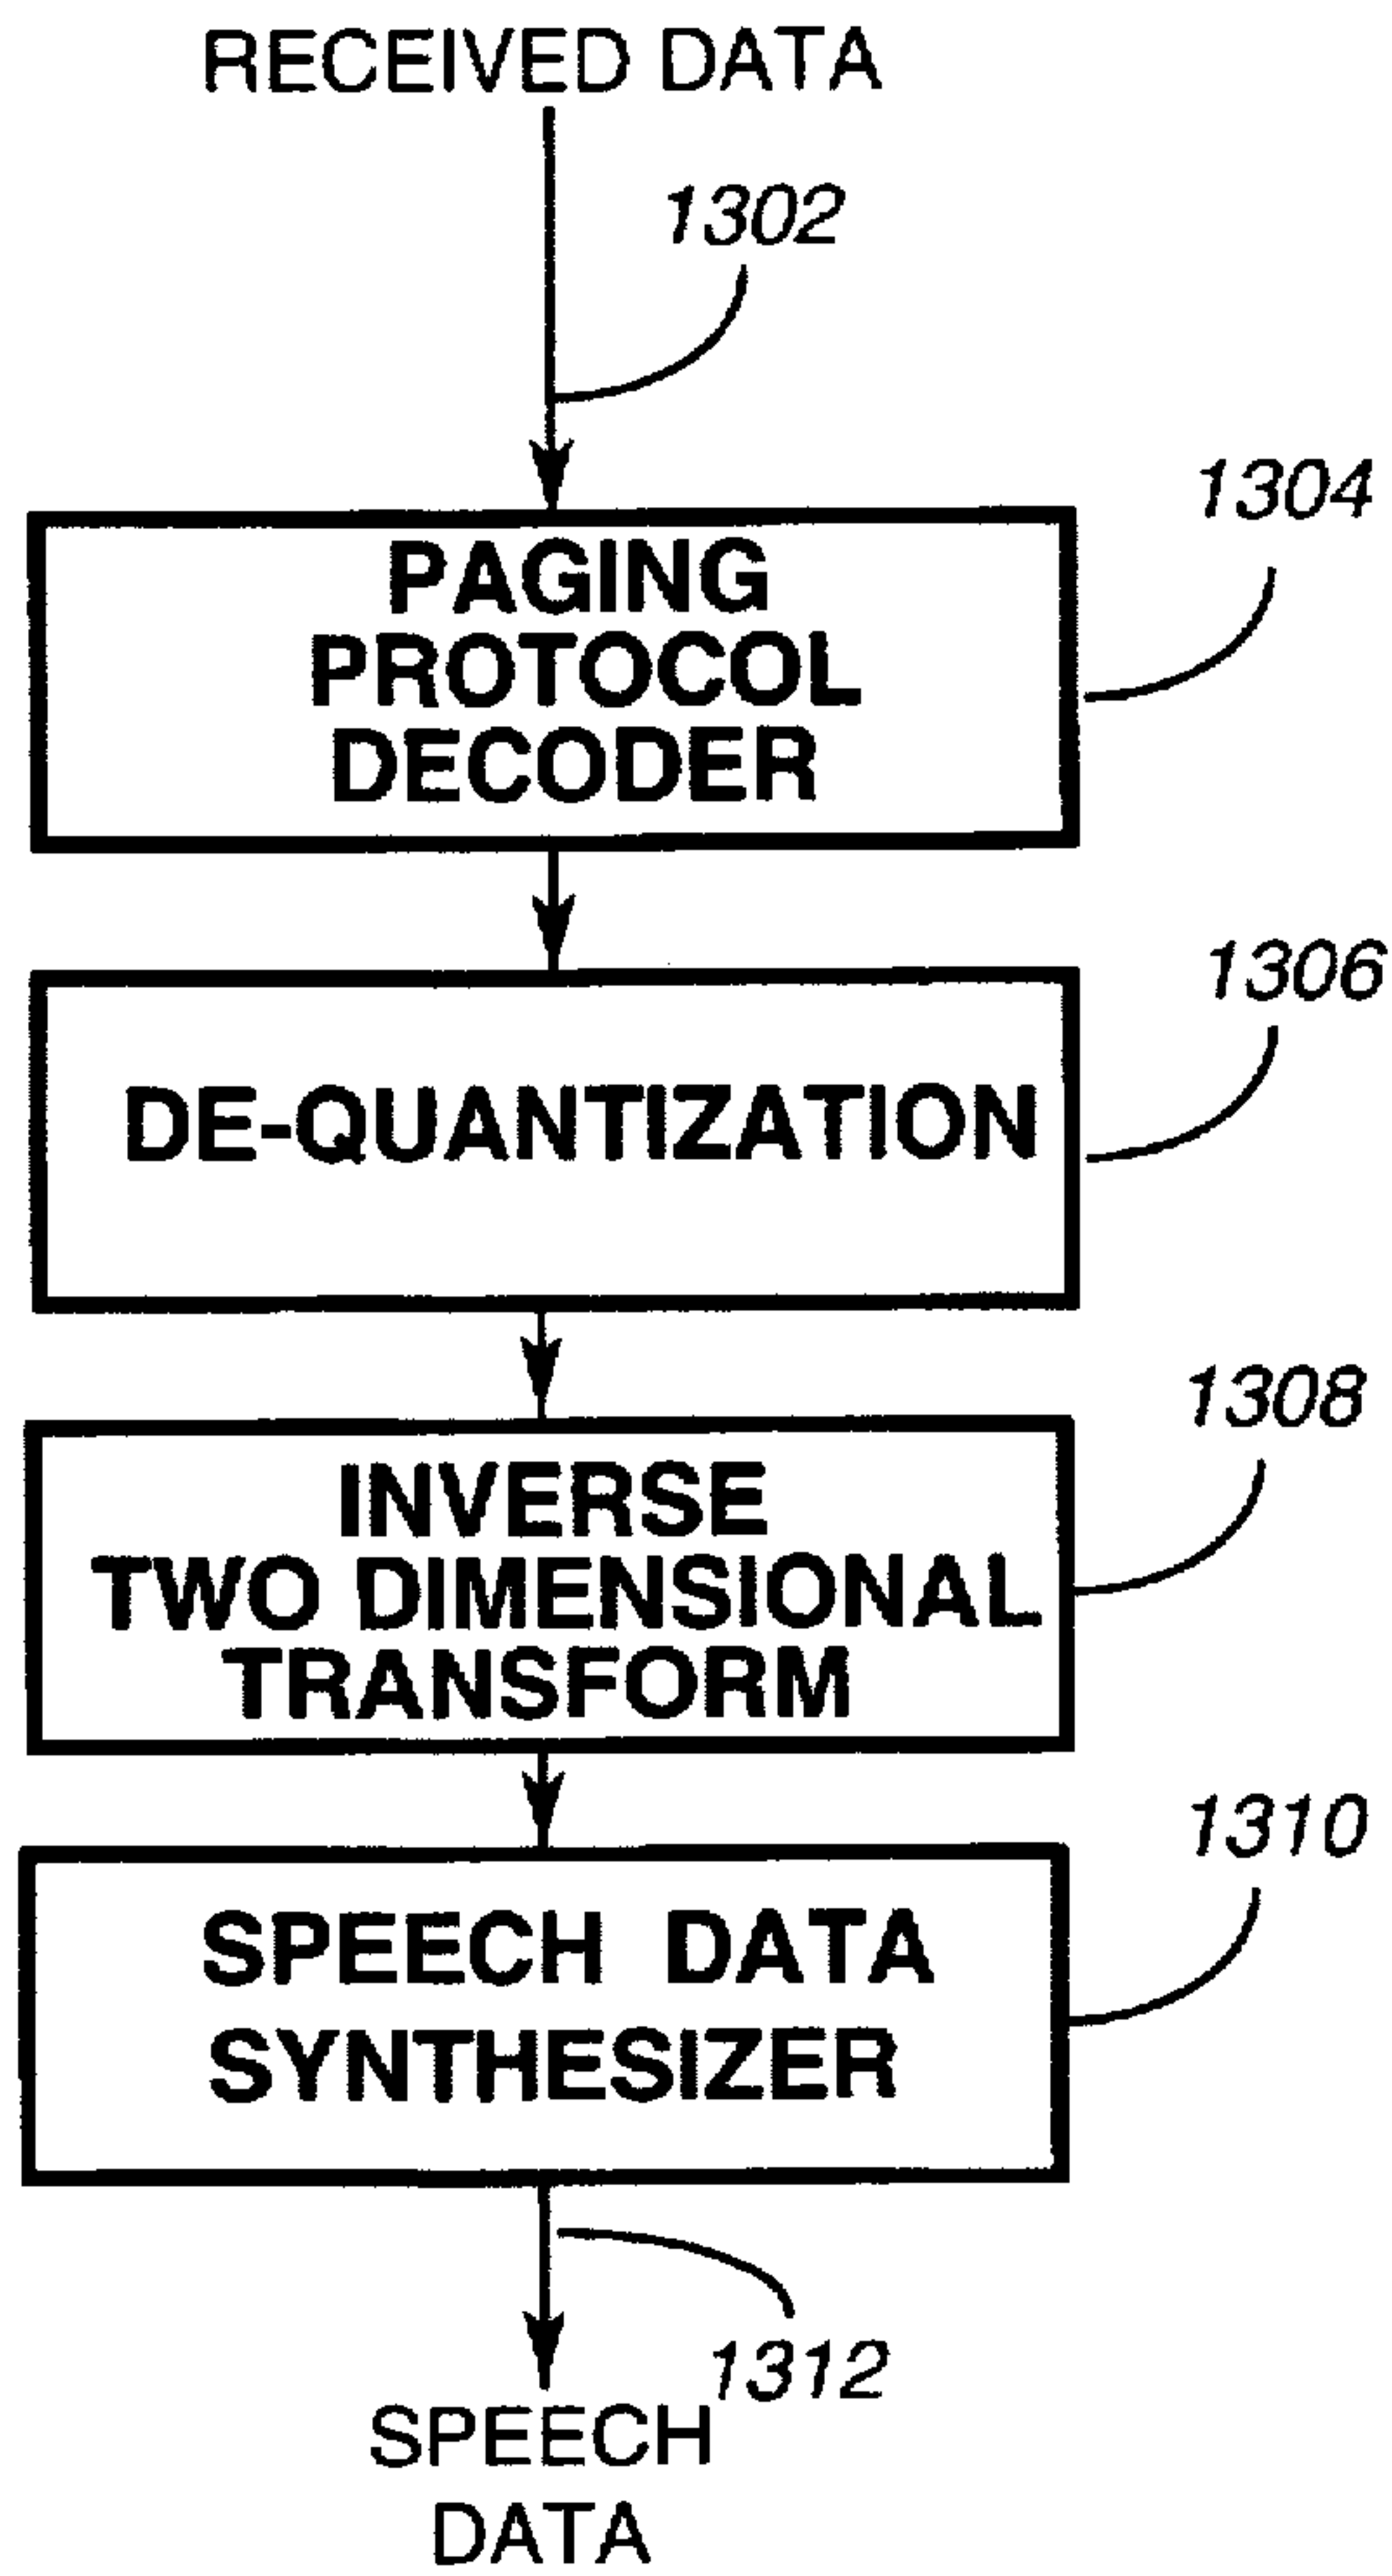 RECEIVED DATA
1302
1304
PAGING
PROTOCOL
DECODER
1306
DE-QUANTIZATION
1308
INVERSE
TWO DIMENSIONAL
TRANSFORM
1310
SPEECH DATA
SYNTHESIZER
1312
SPEECH
DATA